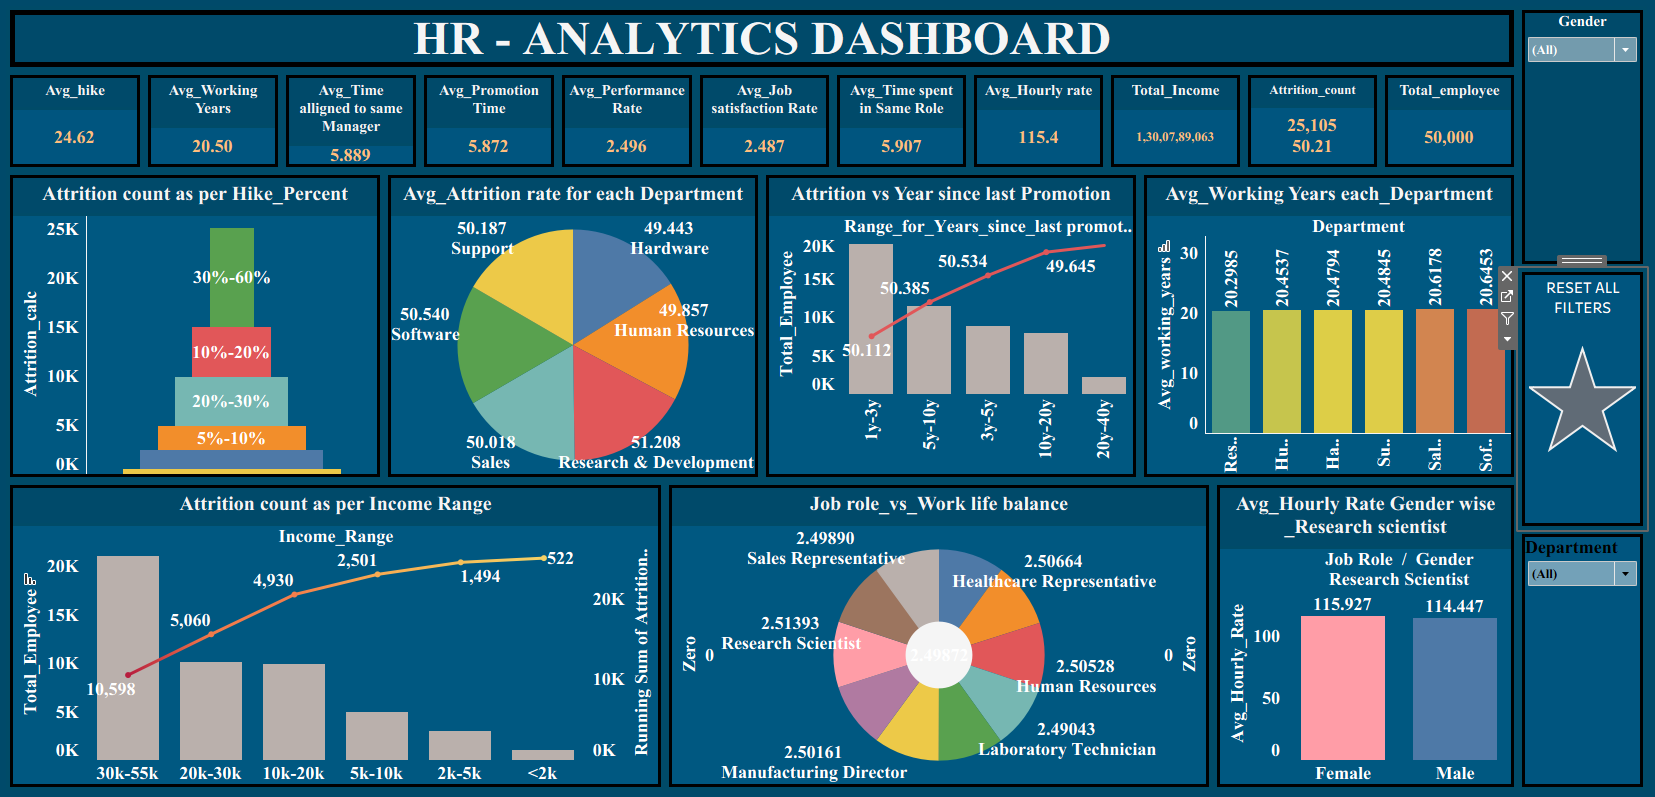 HR - ANALYTICS DASHBOARD
Gender
(All)
Avg_hike
24.62
Avg_Working
Years
20.50
Avg_Time
alligned to same
Manager
5.889
Avg_Promotion
Time
5.872
Avg_Performance
Rate
2.496
Avg_Job
satisfaction Rate
2.487
Avg_Time spent
in Same Role
5.907
Avg_Hourly rate
115.4
Total_Income
1,30,07,89,063
Attrition_count
25,105
50.21
Total_employee
50,000
Attrition count as per Hike_Percent
Attrition_calc
25K
20K
15K
10K
5K
0K
30%-60%
10%-20%
20%-30%
5%-10%
Avg_Attrition rate for each Department
50.187
Support
49.443
Hardware
50.540
Software
49.857
Human Resources
50.018
Sales
51.208
Research & Development
Attrition vs Year since last Promotion
Range_for_Years_since_last promot..
Total_Employee
20K
15K
10K
5K
0K
50.112
50.385
50.534
49.645
1y-3y
5y-10y
3y-5y
10y-20y
20y-40y
Avg_Working Years each_Department
Department
Avg_working_years
30
20
10
0
20.2985
20.4537
20.4794
20.4845
20.6178
20.6453
Res..
Hu..
Ha..
Su..
Sal..
Sof..
RESET ALL
FILTERS
Attrition count as per Income Range
Income_Range
Total_Employee
20K
15K
10K
5K
0K
10,598
5,060
4,930
2,501
1,494
522
20K
10K
0K
Running Sum of Attrition..
30k-55k
20k-30k
10k-20k
5k-10k
2k-5k
<2k
Job role_vs_Work life balance
Zero
0
2.49890
Sales Representative
2.50664
Healthcare Representative
2.51393
Research Scientist
2.49872
2.50528
Human Resources
2.49043
Laboratory Technician
2.50161
Manufacturing Director
0
Zero
Avg_Hourly Rate Gender wise
_Research scientist
Job Role / Gender
Research Scientist
Avg_Hourly_Rate
100
50
0
115.927
114.447
Female
Male
Department
(All)